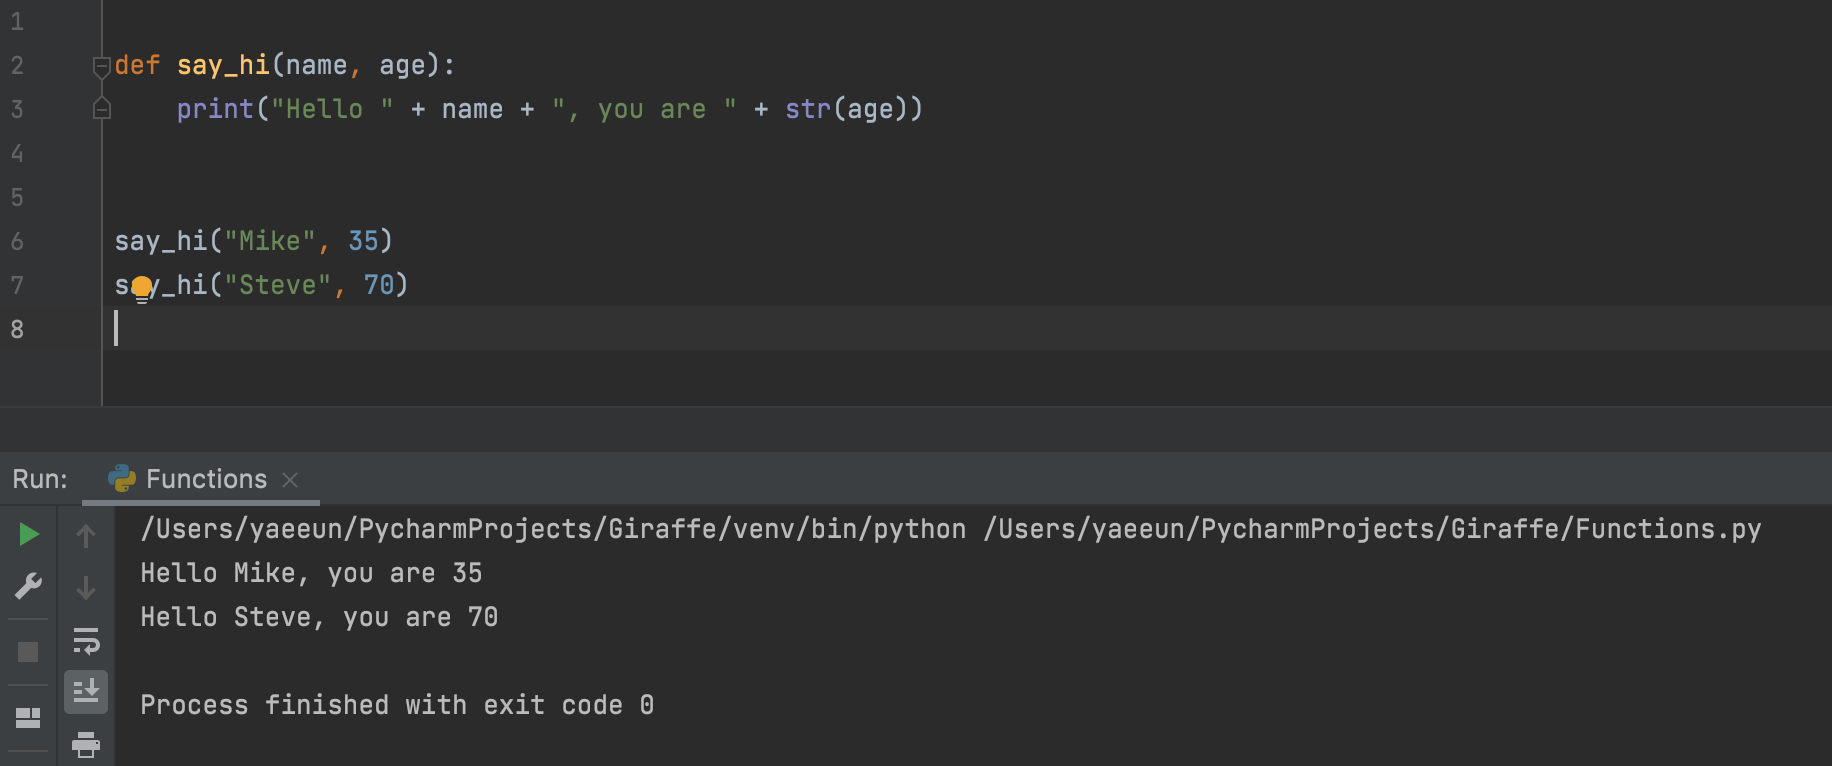 1
2 def say_hi(name, age):
3     print("Hello " + name + ", you are " + str(age))
4
5
6 say_hi("Mike", 35)
7 say_hi("Steve", 70)
8
Run: Functions
/Users/yaeeun/PycharmProjects/Giraffe/venv/bin/python /Users/yaeeun/PycharmProjects/Giraffe/Functions.py
Hello Mike, you are 35
Hello Steve, you are 70
Process finished with exit code 0